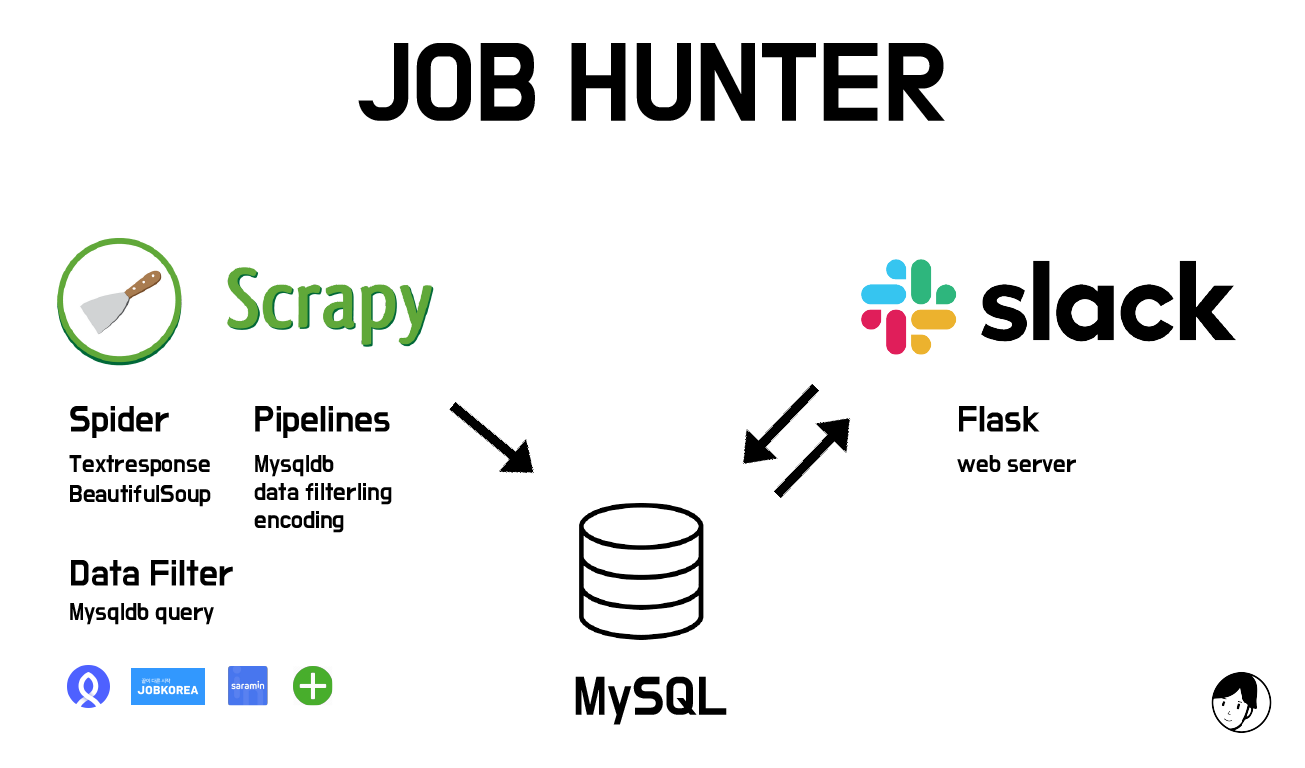 JOB HUNTER
Scrapy
slack
Spider
Textresponse
BeautifulSoup
Pipelines
Mysqldb
data filterling
encoding
Flask
web server
Data Filter
Mysqldb query
JOBKOREA
saramin
MySQL